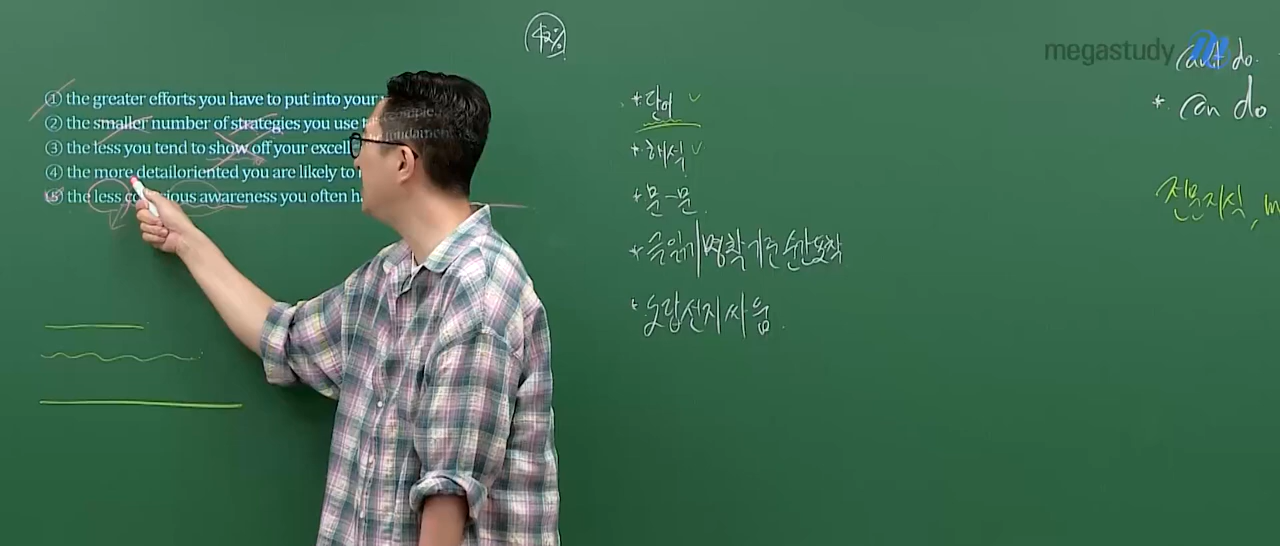 42%
megastudy
can't do.
* can do
① the greater efforts you have to put into your
② the smaller number of strategies you use
③ the less you tend to show off your excell
④ the more detailoriented you are likely to
⑤ the less conscious awareness you often ha
fundament
* 단어 ✓
* 해석 ✓
* 문-문.
* 글 읽기 명확 기준 순간포착
* 오답선지 싸움.
전문지식,